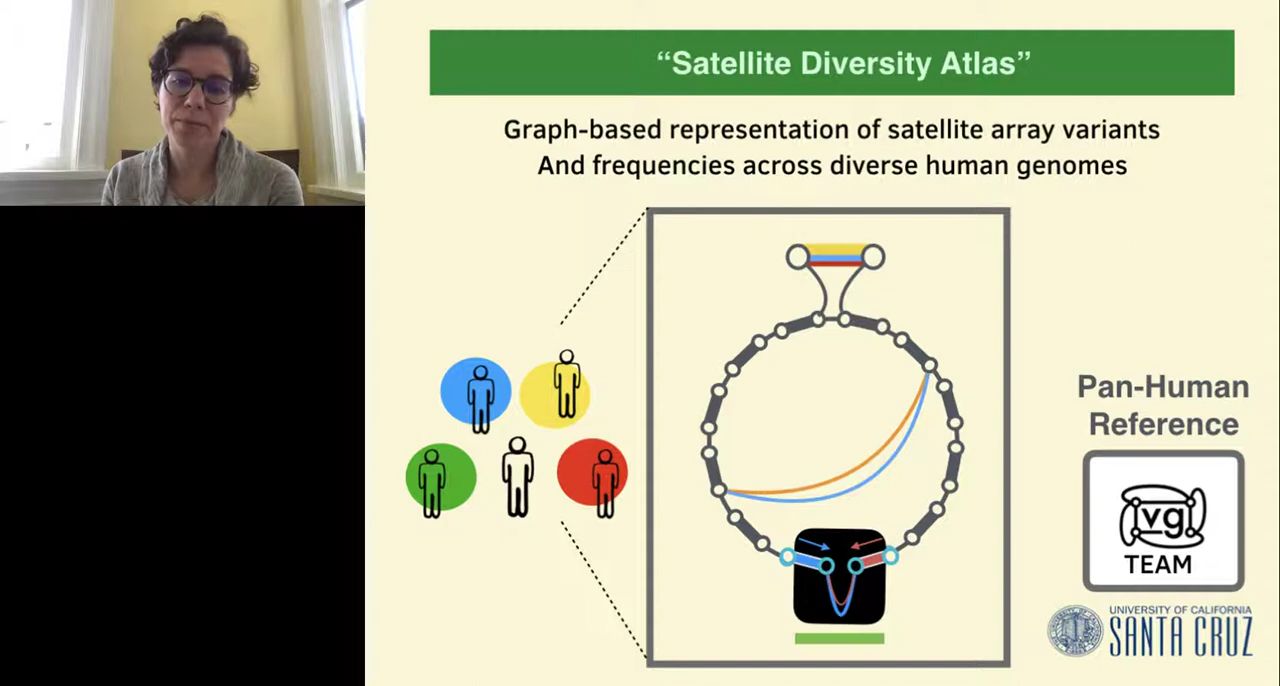 “Satellite Diversity Atlas”
Graph-based representation of satellite array variants
And frequencies across diverse human genomes
Pan-Human
Reference
vg
TEAM
UNIVERSITY OF CALIFORNIA
SANTA CRUZ